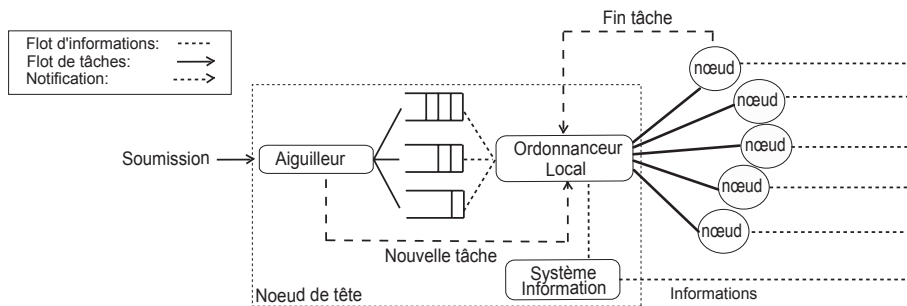 Flot d'informations:
Flot de tâches:
Notification:
Fin tâche
nœud
nœud
nœud
nœud
nœud
Soumission
Aiguilleur
Ordonnanceur
Local
Nouvelle tâche
Système
Information
Noeud de tête
Informations